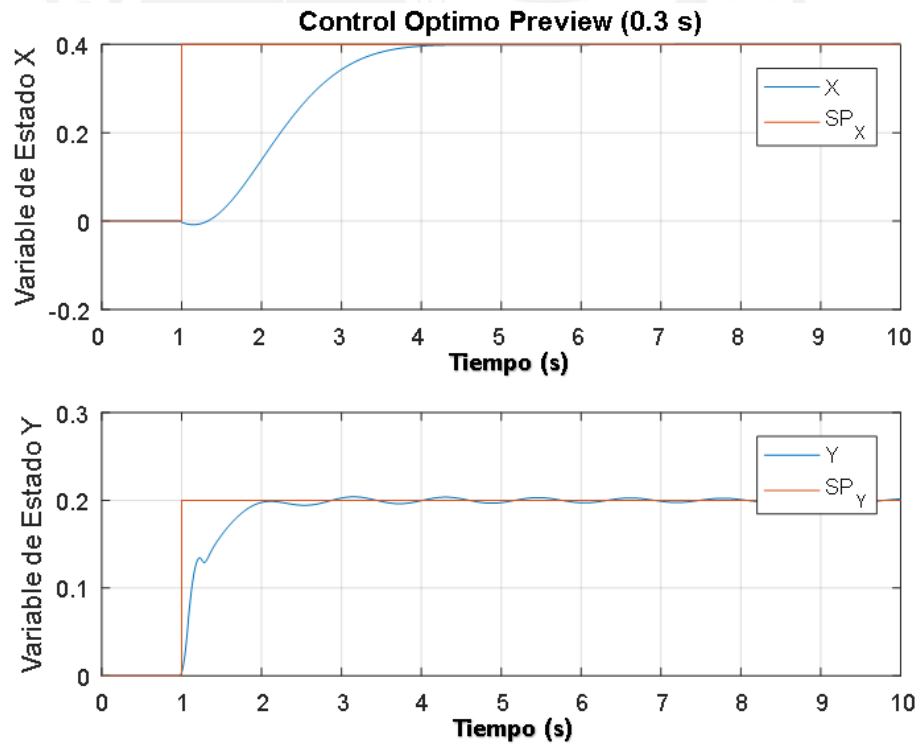 Control Optimo Preview (0.3 s)
Variable de Estado X
0.4
0.2
0
-0.2
X
SP_X
0 1 2 3 4 5 6 7 8 9 10
Tiempo (s)
Variable de Estado Y
0.3
0.2
0.1
0
Y
SP_Y
0 1 2 3 4 5 6 7 8 9 10
Tiempo (s)